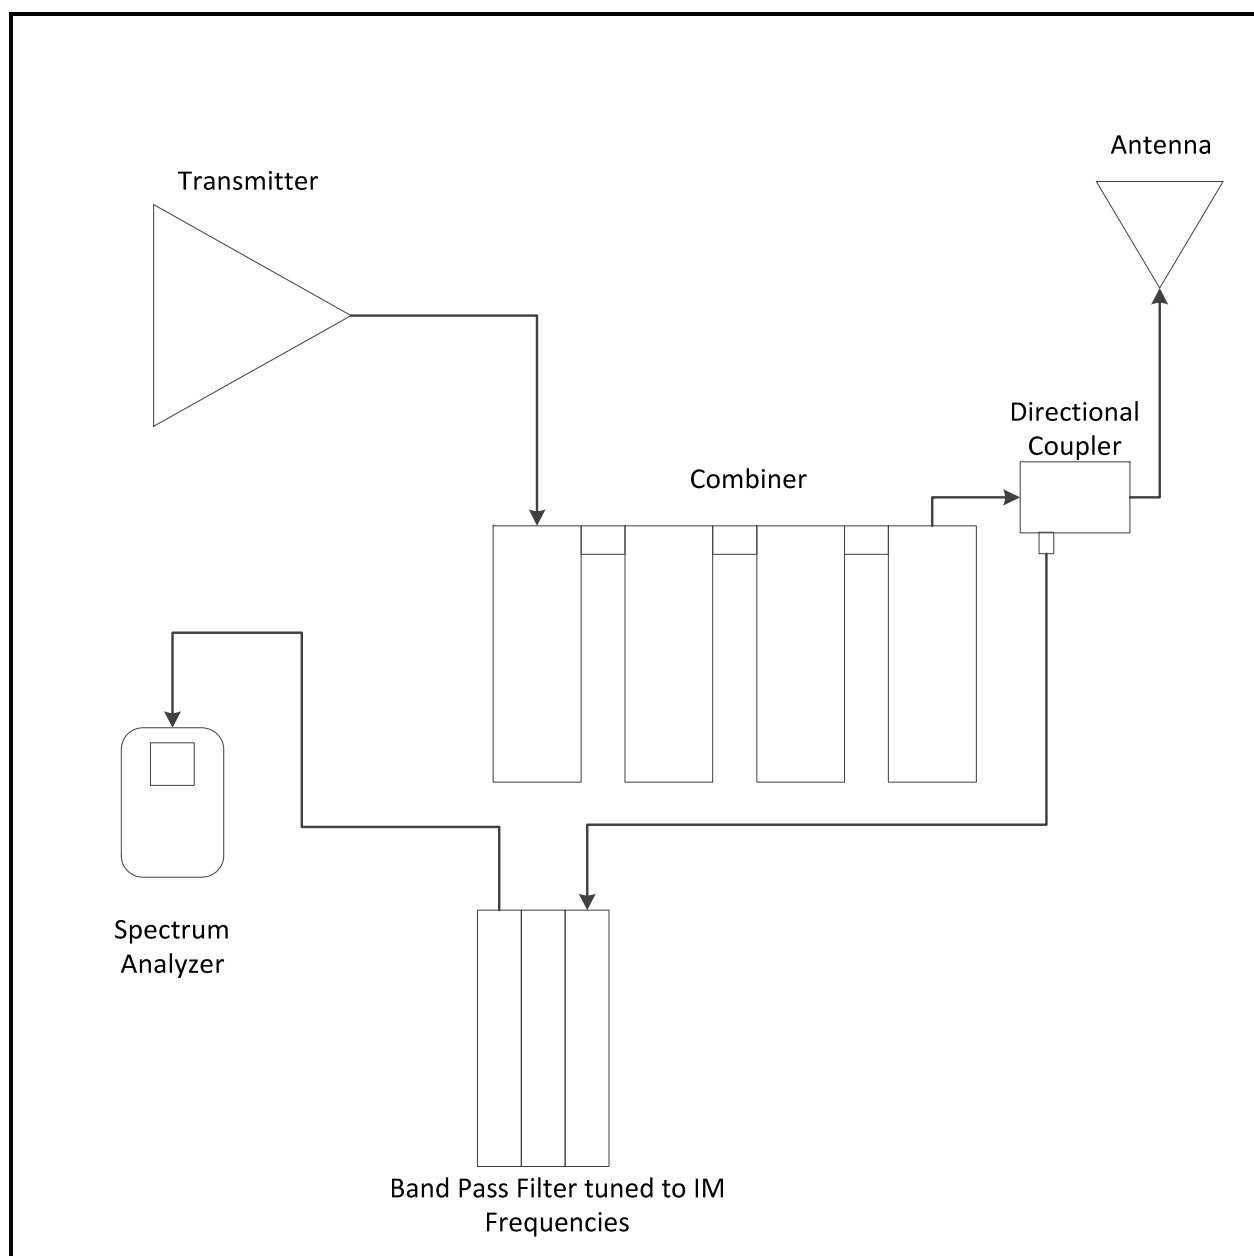 Transmitter
Antenna
Directional
Coupler
Combiner
Spectrum
Analyzer
Band Pass Filter tuned to IM
Frequencies